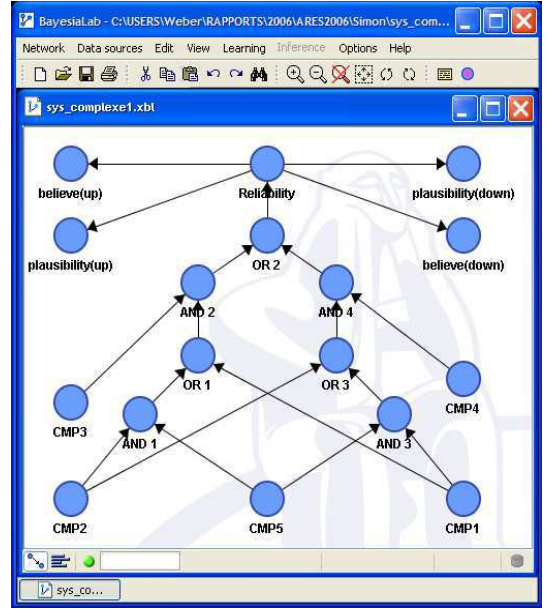 BayesiaLab - C:\USERS\Weber\RAPPORTS\2006\ARES2006\Simon\sys_com...
Network Data sources Edit View Learning Inference Options Help
sys_complexe1.xbl
believe(up)
Reliability
plausibility(down)
plausibility(up)
OR 2
believe(down)
AND 2
AND 4
OR 1
OR 3
CMP3
CMP4
AND 1
AND 3
CMP2
CMP5
CMP1
sys_co...